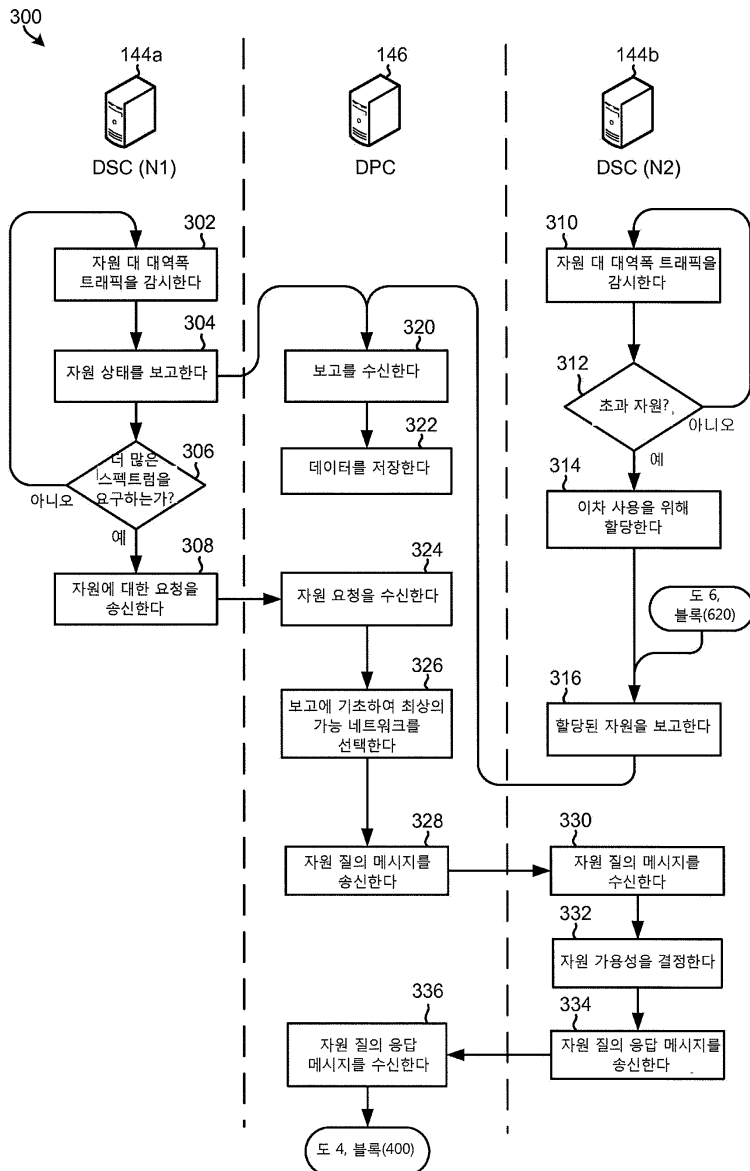 300
144a
146
144b
DSC (N1)
DPC
DSC (N2)
302
자원 대 대역폭
트래픽을 감시한다
304
자원 상태를 보고한다
306
더 많은
스펙트럼을
요구하는가?
아니오
예
308
자원에 대한 요청을
송신한다
320
보고를 수신한다
322
데이터를 저장한다
324
자원 요청을 수신한다
326
보고에 기초하여 최상의
가능 네트워크를
선택한다
328
자원 질의 메시지를
송신한다
310
자원 대 대역폭 트래픽을
감시한다
312
초과 자원?
아니오
예
314
이차 사용을 위해
할당한다
도 6,
블록(620)
316
할당된 자원을 보고한다
330
자원 질의 메시지를
수신한다
332
자원 가용성을 결정한다
334
자원 질의 응답 메시지를
송신한다
336
자원 질의 응답
메시지를 수신한다
도 4, 블록(400)